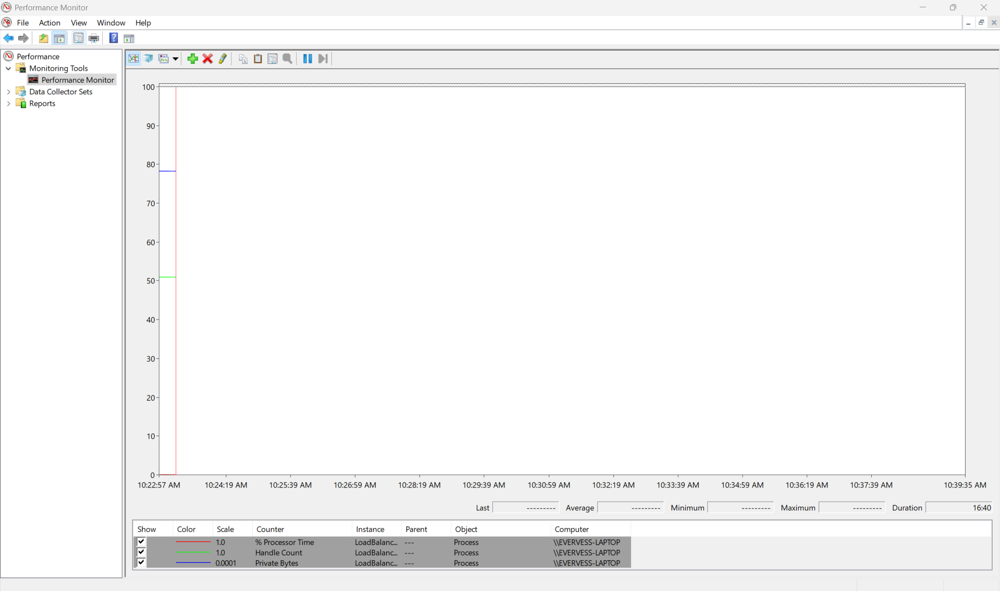 Performance Monitor
File Action View Window Help
Performance
Monitoring Tools
Performance Monitor
Data Collector Sets
Reports
100
90
80
70
60
50
40
30
20
10
0
10:22:57 AM 10:24:19 AM 10:25:39 AM 10:26:59 AM 10:28:19 AM 10:29:39 AM 10:30:59 AM 10:32:19 AM 10:33:39 AM 10:34:59 AM 10:36:19 AM 10:37:39 AM 10:39:35 AM
Last --------- Average --------- Minimum --------- Maximum --------- Duration 16:40
Show Color Scale Counter Instance Parent Object Computer
1.0 % Processor Time LoadBalanc... --- Process \\EVERVESS-LAPTOP
1.0 Handle Count LoadBalanc... --- Process \\EVERVESS-LAPTOP
0.0001 Private Bytes LoadBalanc... --- Process \\EVERVESS-LAPTOP